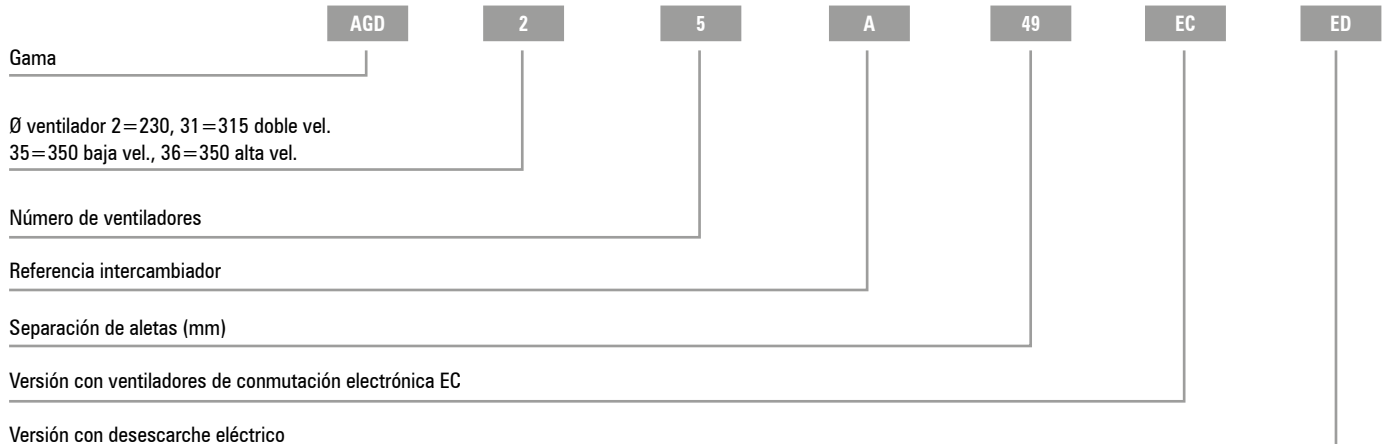 AGD 2 5 A 49 EC ED
Gama
Ø ventilador 2=230, 31=315 doble vel.
35=350 baja vel., 36=350 alta vel.
Número de ventiladores
Referencia intercambiador
Separación de aletas (mm)
Versión con ventiladores de conmutación electrónica EC
Versión con desescarche eléctrico